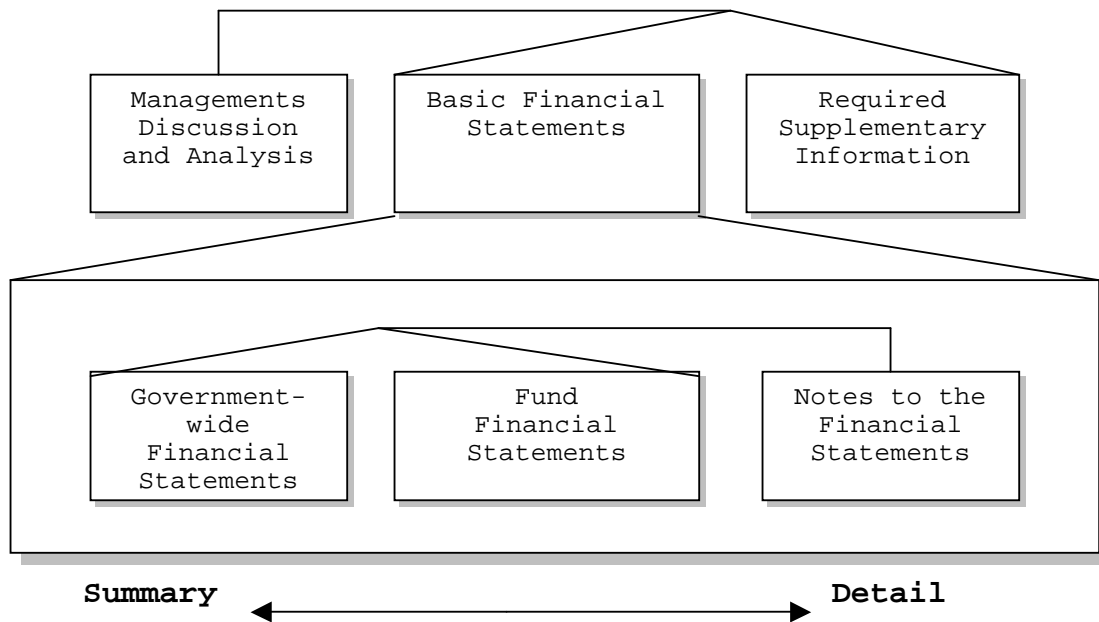 Managements
Discussion
and Analysis
Basic Financial
Statements
Required
Supplementary
Information
Government-
wide
Financial
Statements
Fund
Financial
Statements
Notes to the
Financial
Statements
Summary
Detail